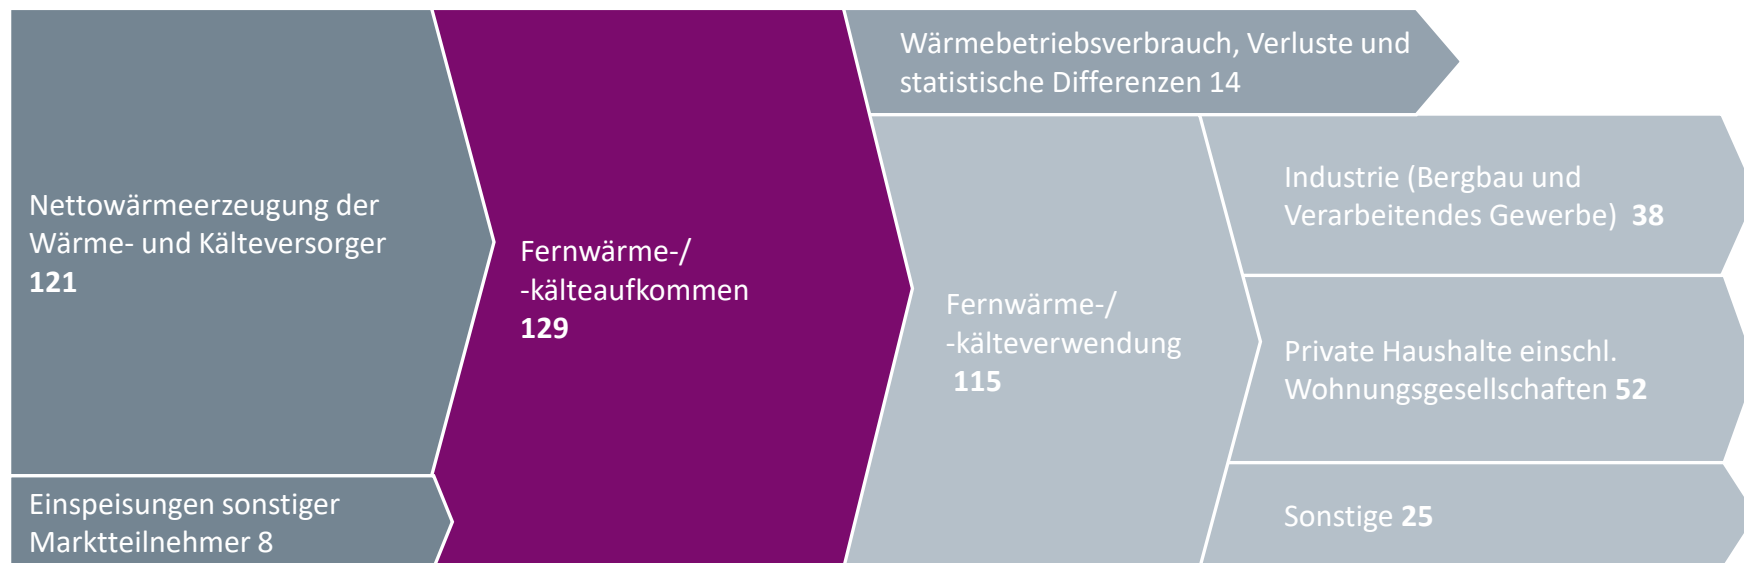 Nettowärmeerzeugung der
Wärme- und Kälteversorger
121
Einspeisungen sonstiger
Marktteilnehmer 8
Fernwärme-/
-kälteaufkommen
129
Wärmebetriebsverbrauch, Verluste und
statistische Differenzen 14
Fernwärme-/
-kälteverwendung
115
Industrie (Bergbau und
Verarbeitendes Gewerbe) 38
Private Haushalte einschl.
Wohnungsgesellschaften 52
Sonstige 25